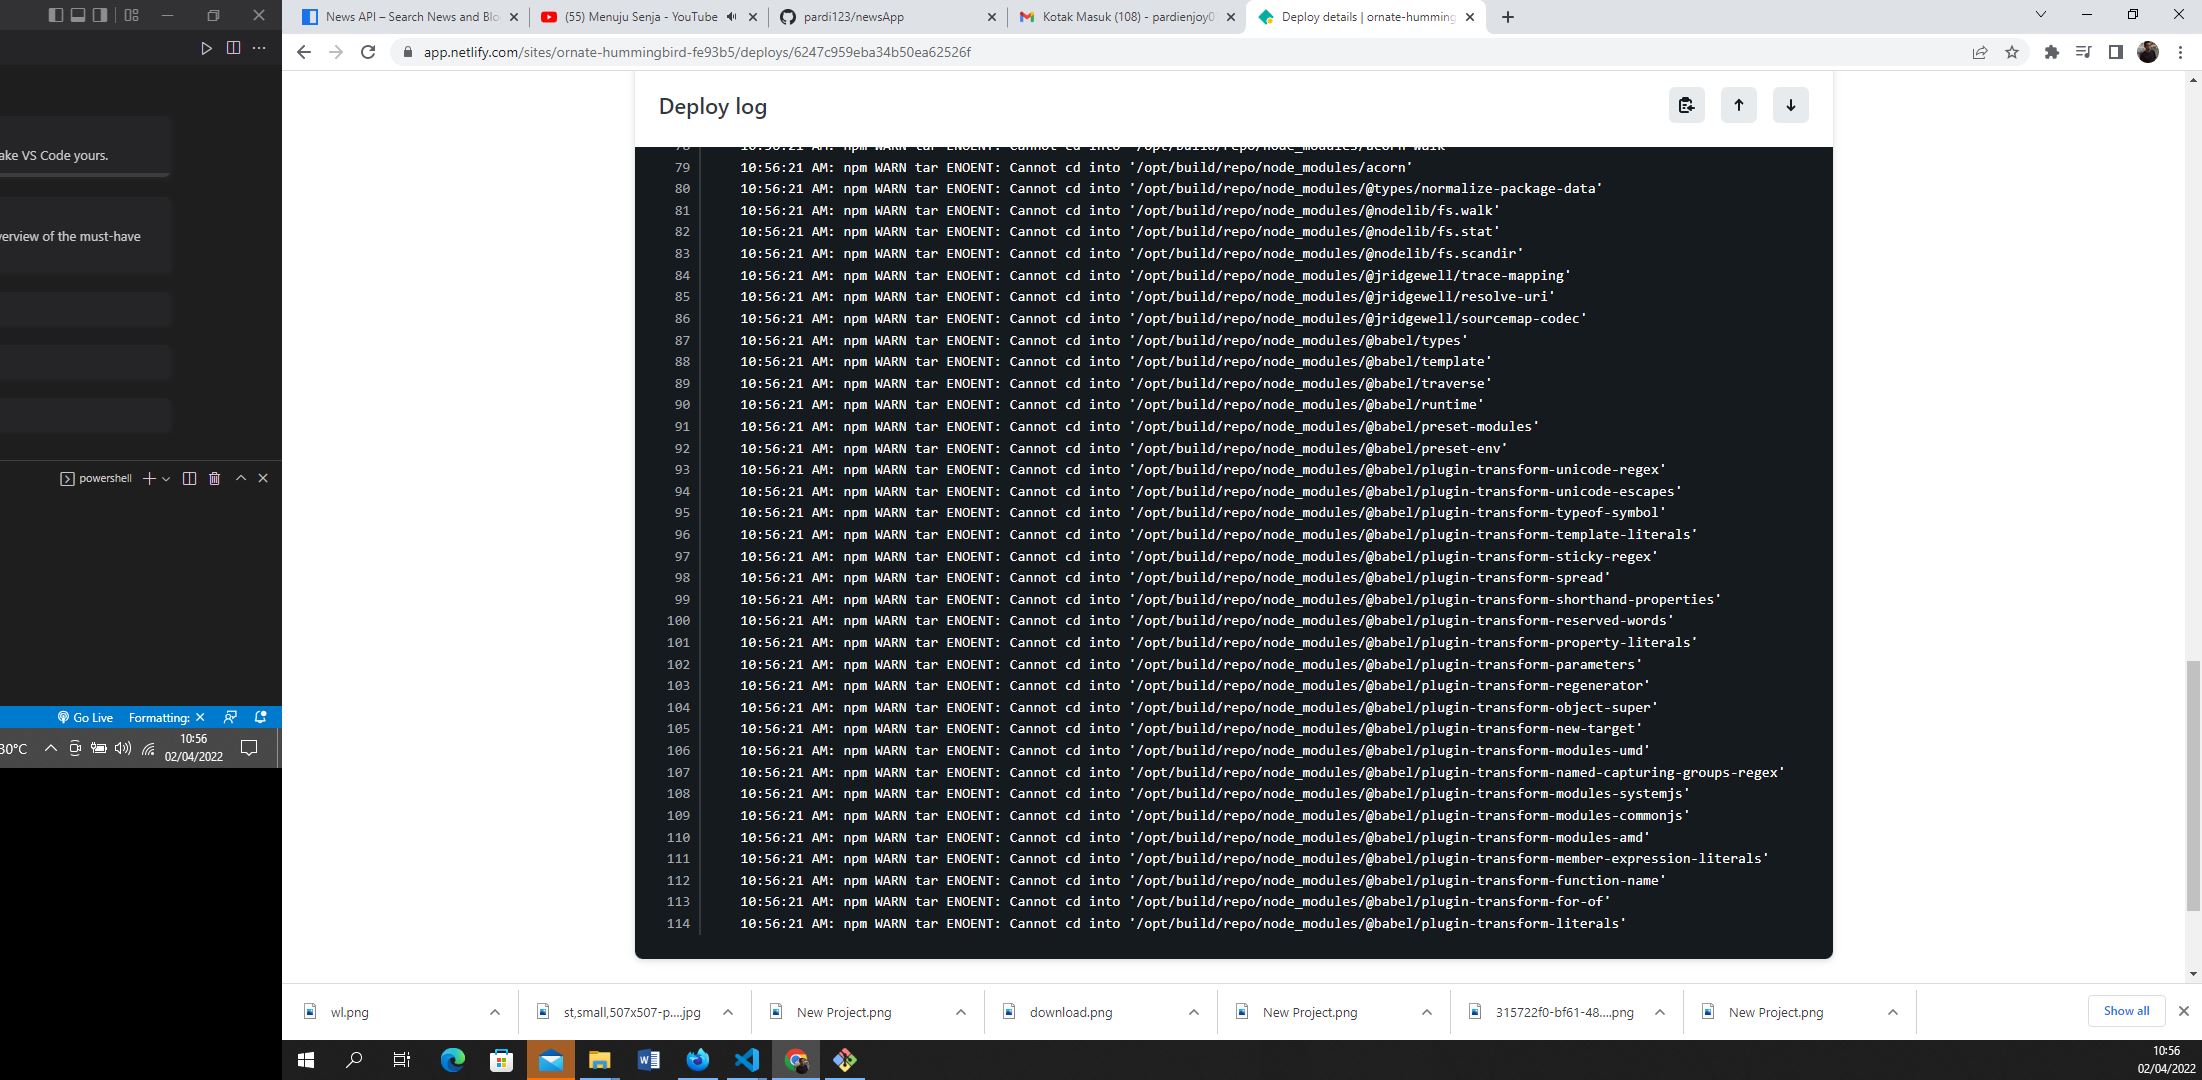 News API – Search News and Blo
(55) Menuju Senja - YouTube
pardi123/newsApp
Kotak Masuk (108) - pardienjoy0
Deploy details | ornate-humming
app.netlify.com/sites/ornate-hummingbird-fe93b5/deploys/6247c959eba34b50ea62526f
ake VS Code yours.
verview of the must-have
powershell
Go Live
Formatting:
30°C
10:56
02/04/2022
Deploy log
78 10:56:21 AM: npm WARN tar ENOENT: Cannot cd into '/opt/build/repo/node_modules/acorn-walk'
79 10:56:21 AM: npm WARN tar ENOENT: Cannot cd into '/opt/build/repo/node_modules/acorn'
80 10:56:21 AM: npm WARN tar ENOENT: Cannot cd into '/opt/build/repo/node_modules/@types/normalize-package-data'
81 10:56:21 AM: npm WARN tar ENOENT: Cannot cd into '/opt/build/repo/node_modules/@nodelib/fs.walk'
82 10:56:21 AM: npm WARN tar ENOENT: Cannot cd into '/opt/build/repo/node_modules/@nodelib/fs.stat'
83 10:56:21 AM: npm WARN tar ENOENT: Cannot cd into '/opt/build/repo/node_modules/@nodelib/fs.scandir'
84 10:56:21 AM: npm WARN tar ENOENT: Cannot cd into '/opt/build/repo/node_modules/@jridgewell/trace-mapping'
85 10:56:21 AM: npm WARN tar ENOENT: Cannot cd into '/opt/build/repo/node_modules/@jridgewell/resolve-uri'
86 10:56:21 AM: npm WARN tar ENOENT: Cannot cd into '/opt/build/repo/node_modules/@jridgewell/sourcemap-codec'
87 10:56:21 AM: npm WARN tar ENOENT: Cannot cd into '/opt/build/repo/node_modules/@babel/types'
88 10:56:21 AM: npm WARN tar ENOENT: Cannot cd into '/opt/build/repo/node_modules/@babel/template'
89 10:56:21 AM: npm WARN tar ENOENT: Cannot cd into '/opt/build/repo/node_modules/@babel/traverse'
90 10:56:21 AM: npm WARN tar ENOENT: Cannot cd into '/opt/build/repo/node_modules/@babel/runtime'
91 10:56:21 AM: npm WARN tar ENOENT: Cannot cd into '/opt/build/repo/node_modules/@babel/preset-modules'
92 10:56:21 AM: npm WARN tar ENOENT: Cannot cd into '/opt/build/repo/node_modules/@babel/preset-env'
93 10:56:21 AM: npm WARN tar ENOENT: Cannot cd into '/opt/build/repo/node_modules/@babel/plugin-transform-unicode-regex'
94 10:56:21 AM: npm WARN tar ENOENT: Cannot cd into '/opt/build/repo/node_modules/@babel/plugin-transform-unicode-escapes'
95 10:56:21 AM: npm WARN tar ENOENT: Cannot cd into '/opt/build/repo/node_modules/@babel/plugin-transform-typeof-symbol'
96 10:56:21 AM: npm WARN tar ENOENT: Cannot cd into '/opt/build/repo/node_modules/@babel/plugin-transform-template-literals'
97 10:56:21 AM: npm WARN tar ENOENT: Cannot cd into '/opt/build/repo/node_modules/@babel/plugin-transform-sticky-regex'
98 10:56:21 AM: npm WARN tar ENOENT: Cannot cd into '/opt/build/repo/node_modules/@babel/plugin-transform-spread'
99 10:56:21 AM: npm WARN tar ENOENT: Cannot cd into '/opt/build/repo/node_modules/@babel/plugin-transform-shorthand-properties'
100 10:56:21 AM: npm WARN tar ENOENT: Cannot cd into '/opt/build/repo/node_modules/@babel/plugin-transform-reserved-words'
101 10:56:21 AM: npm WARN tar ENOENT: Cannot cd into '/opt/build/repo/node_modules/@babel/plugin-transform-property-literals'
102 10:56:21 AM: npm WARN tar ENOENT: Cannot cd into '/opt/build/repo/node_modules/@babel/plugin-transform-parameters'
103 10:56:21 AM: npm WARN tar ENOENT: Cannot cd into '/opt/build/repo/node_modules/@babel/plugin-transform-regenerator'
104 10:56:21 AM: npm WARN tar ENOENT: Cannot cd into '/opt/build/repo/node_modules/@babel/plugin-transform-object-super'
105 10:56:21 AM: npm WARN tar ENOENT: Cannot cd into '/opt/build/repo/node_modules/@babel/plugin-transform-new-target'
106 10:56:21 AM: npm WARN tar ENOENT: Cannot cd into '/opt/build/repo/node_modules/@babel/plugin-transform-modules-umd'
107 10:56:21 AM: npm WARN tar ENOENT: Cannot cd into '/opt/build/repo/node_modules/@babel/plugin-transform-named-capturing-groups-regex'
108 10:56:21 AM: npm WARN tar ENOENT: Cannot cd into '/opt/build/repo/node_modules/@babel/plugin-transform-modules-systemjs'
109 10:56:21 AM: npm WARN tar ENOENT: Cannot cd into '/opt/build/repo/node_modules/@babel/plugin-transform-modules-commonjs'
110 10:56:21 AM: npm WARN tar ENOENT: Cannot cd into '/opt/build/repo/node_modules/@babel/plugin-transform-modules-amd'
111 10:56:21 AM: npm WARN tar ENOENT: Cannot cd into '/opt/build/repo/node_modules/@babel/plugin-transform-member-expression-literals'
112 10:56:21 AM: npm WARN tar ENOENT: Cannot cd into '/opt/build/repo/node_modules/@babel/plugin-transform-function-name'
113 10:56:21 AM: npm WARN tar ENOENT: Cannot cd into '/opt/build/repo/node_modules/@babel/plugin-transform-for-of'
114 10:56:21 AM: npm WARN tar ENOENT: Cannot cd into '/opt/build/repo/node_modules/@babel/plugin-transform-literals'
wl.png
st,small,507x507-p....jpg
New Project.png
download.png
New Project.png
315722f0-bf61-48....png
New Project.png
Show all
10:56
02/04/2022